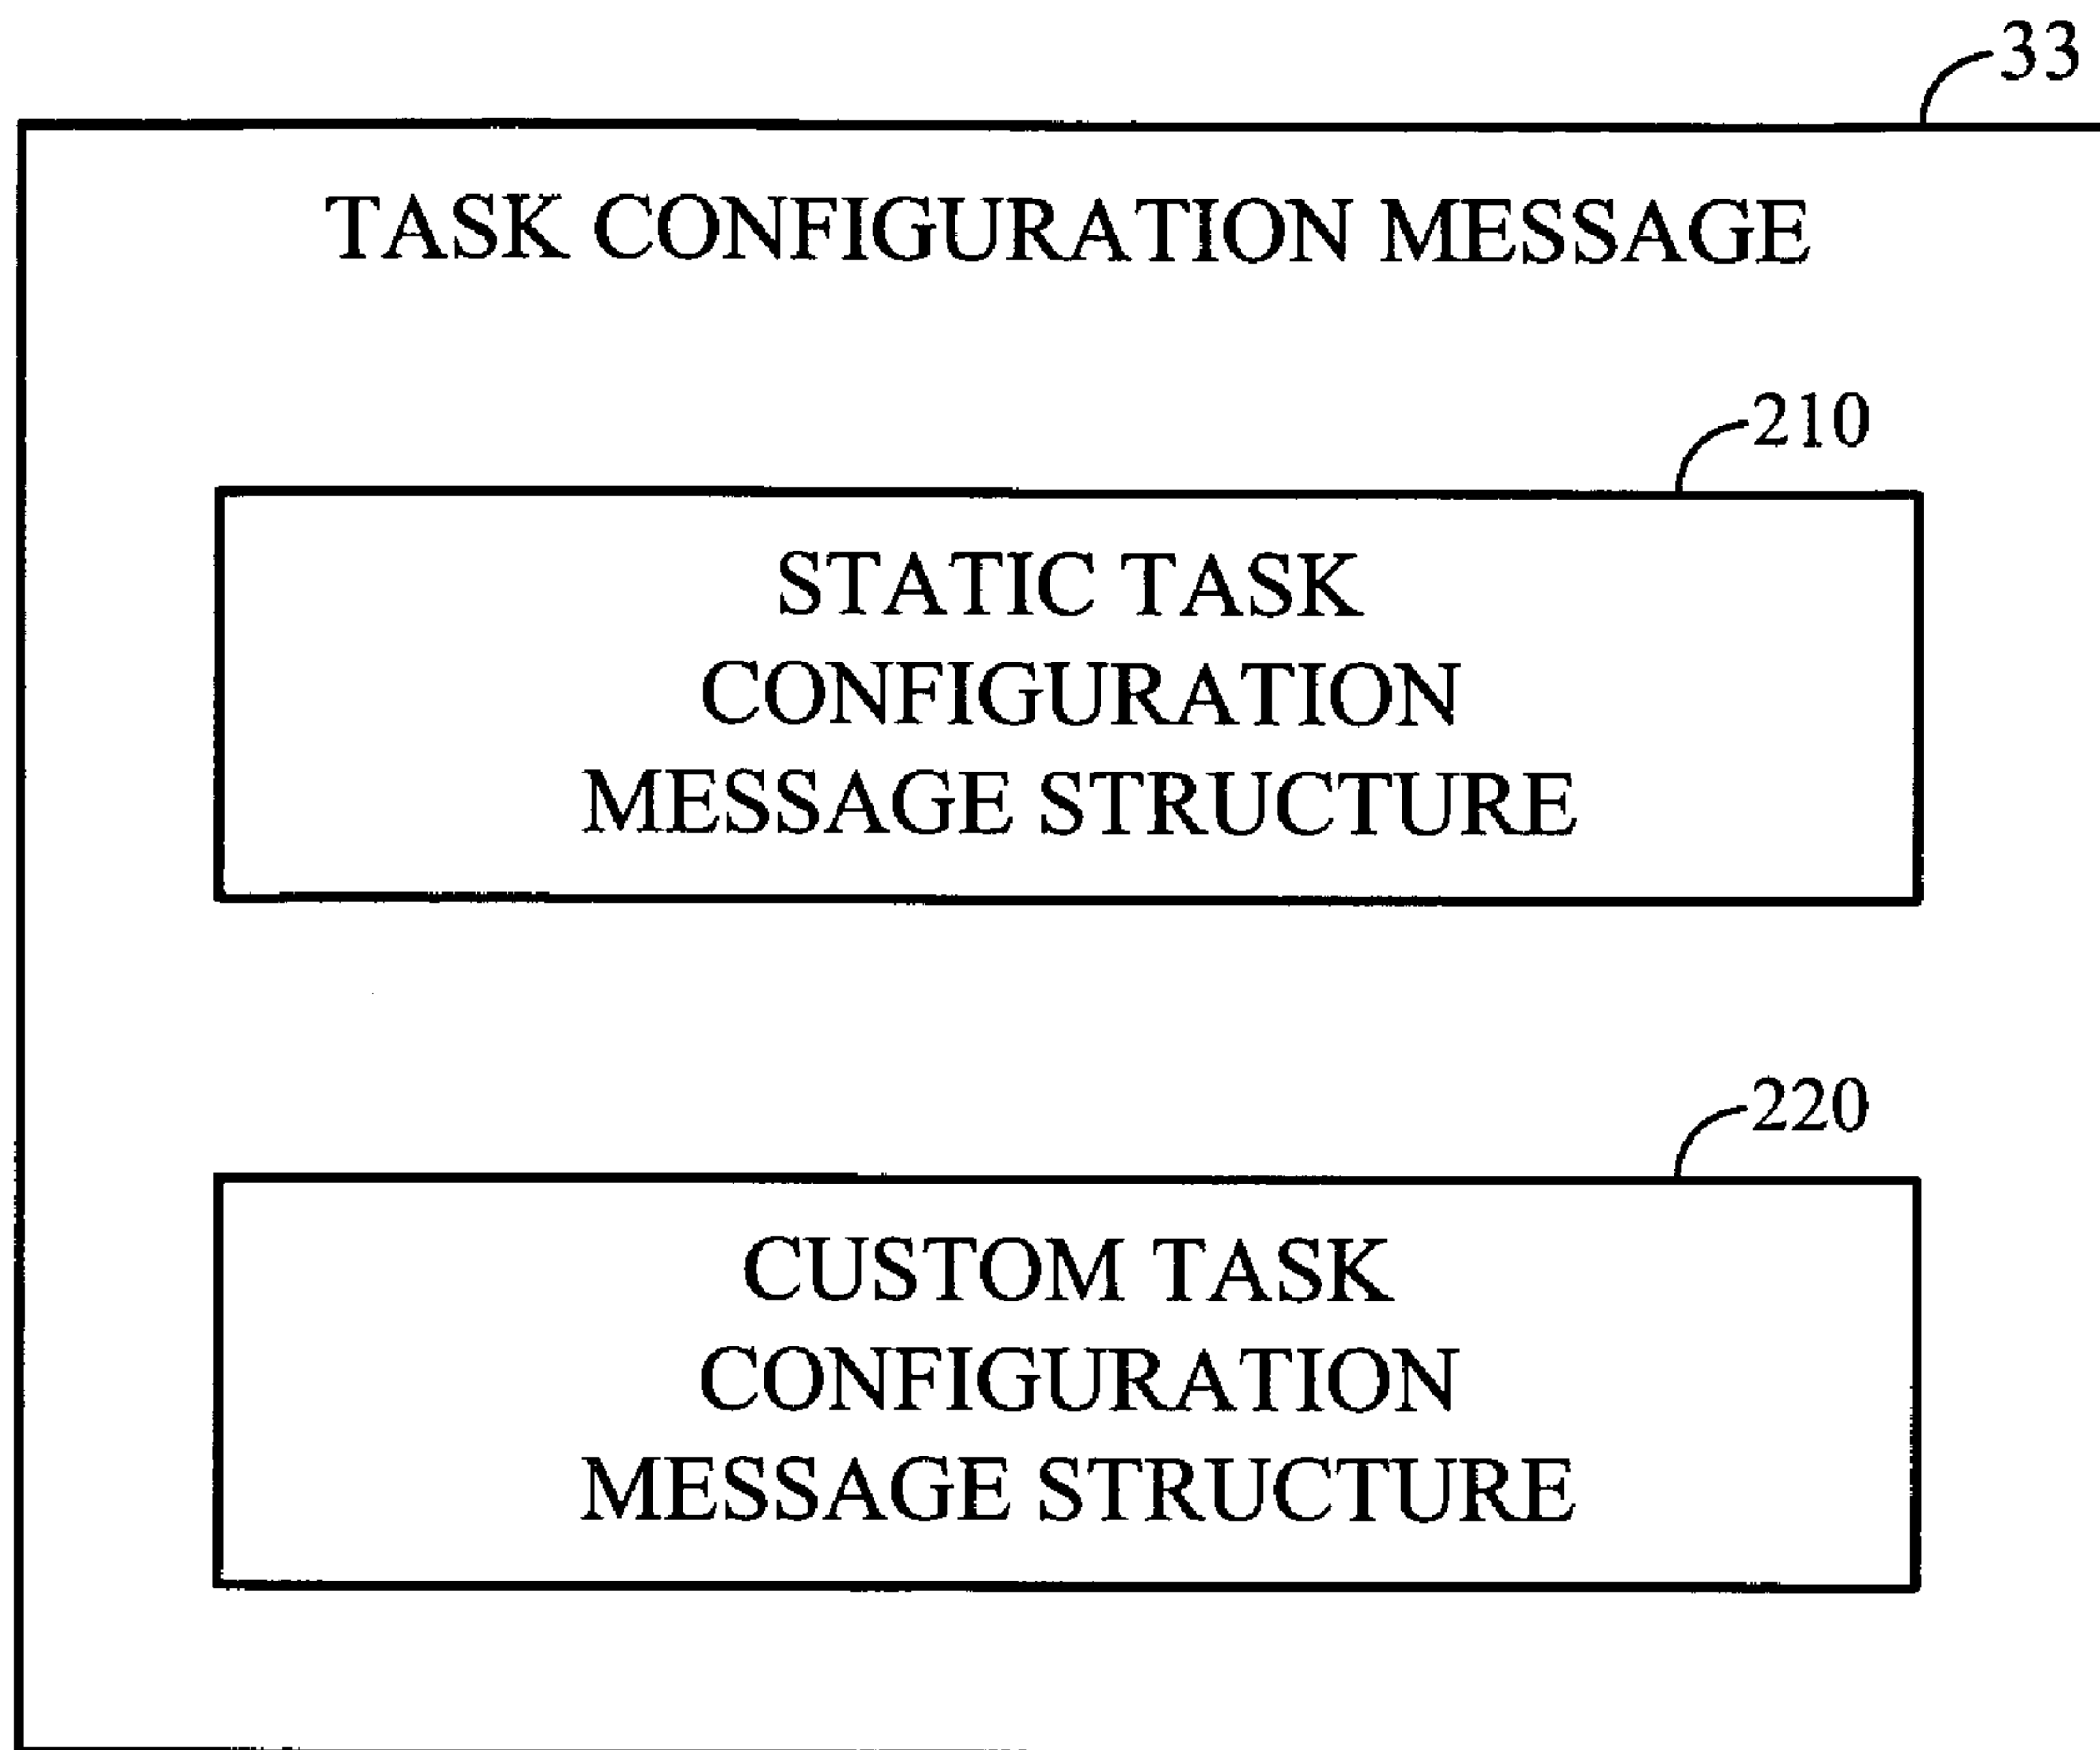 33
TASK CONFIGURATION MESSAGE
210
STATIC TASK
CONFIGURATION
MESSAGE STRUCTURE
220
CUSTOM TASK
CONFIGURATION
MESSAGE STRUCTURE